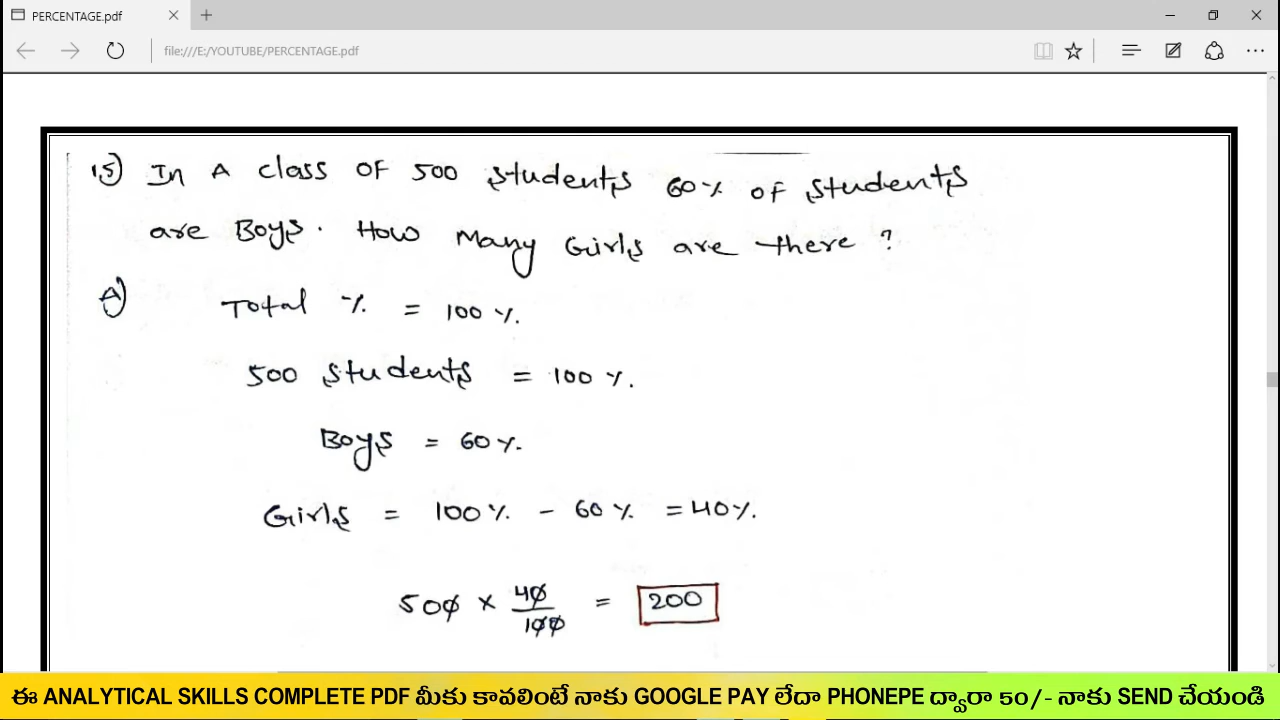 PERCENTAGE.pdf
file:///E:/YOUTUBE/PERCENTAGE.pdf
15) In A class OF 500 students 60% of students
are Boys. How Many Girls are there ?
A) Total % = 100%.
500 students = 100%.
Boys = 60%.
Girls = 100% - 60% = 40%.
500 × 40/100 = 200
ఈ ANALYTICAL SKILLS COMPLETE PDF మీకు కావలింటే నాకు GOOGLE PAY లేదా PHONEPE ద్వారా 50/- నాకు SEND చేయండి